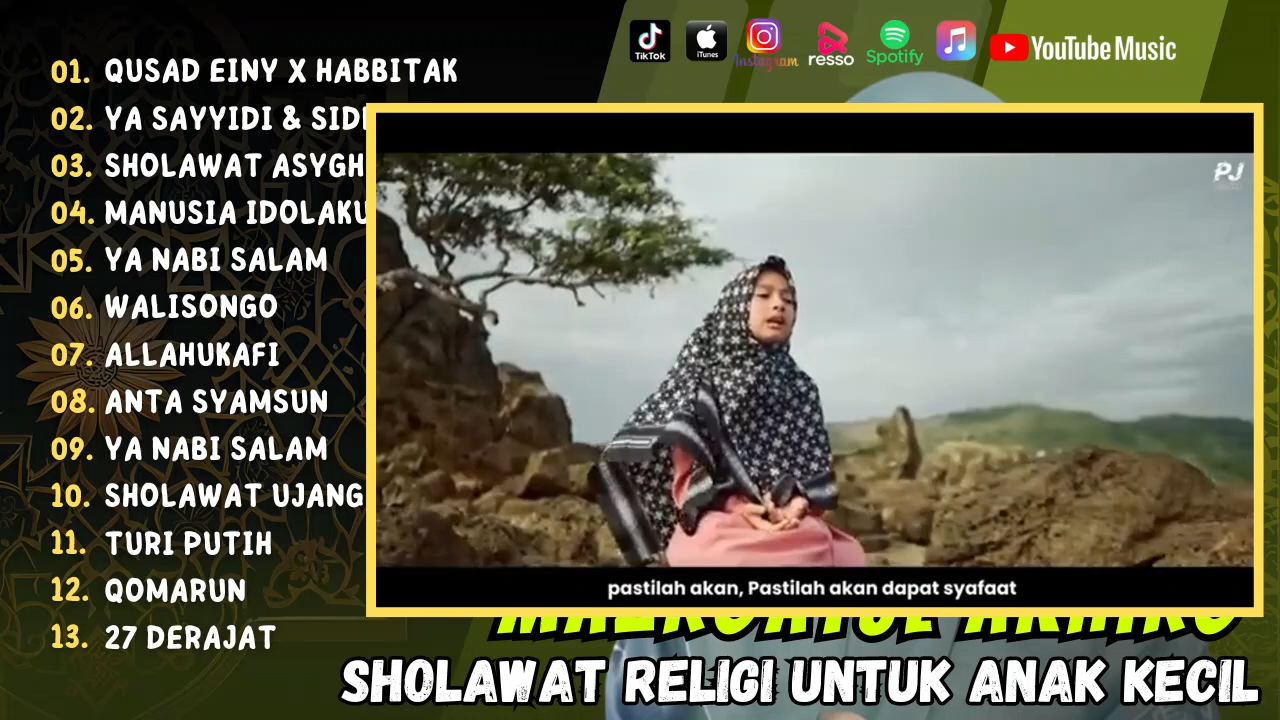 TikTok
iTunes
Instagram
resso
Spotify
YouTube Music
01. QUSAD EINY X HABBITAK
02. YA SAYYIDI &
03. SHOLAWAT
04. MANUSIA IDOLAKU
05. YA NABI SALAM
06. WALISONGO
07. ALLAHUKAFI
08. ANTA SYAMSUN
09. YA NABI SALAM
10. SHOLAWAT UJANG
11. TURI PUTIH
12. QOMARUN
13. 27 DERAJAT
PJ
pastilah akan, Pastilah akan dapat syafaat
SHOLAWAT RELIGI UNTUK ANAK KECIL